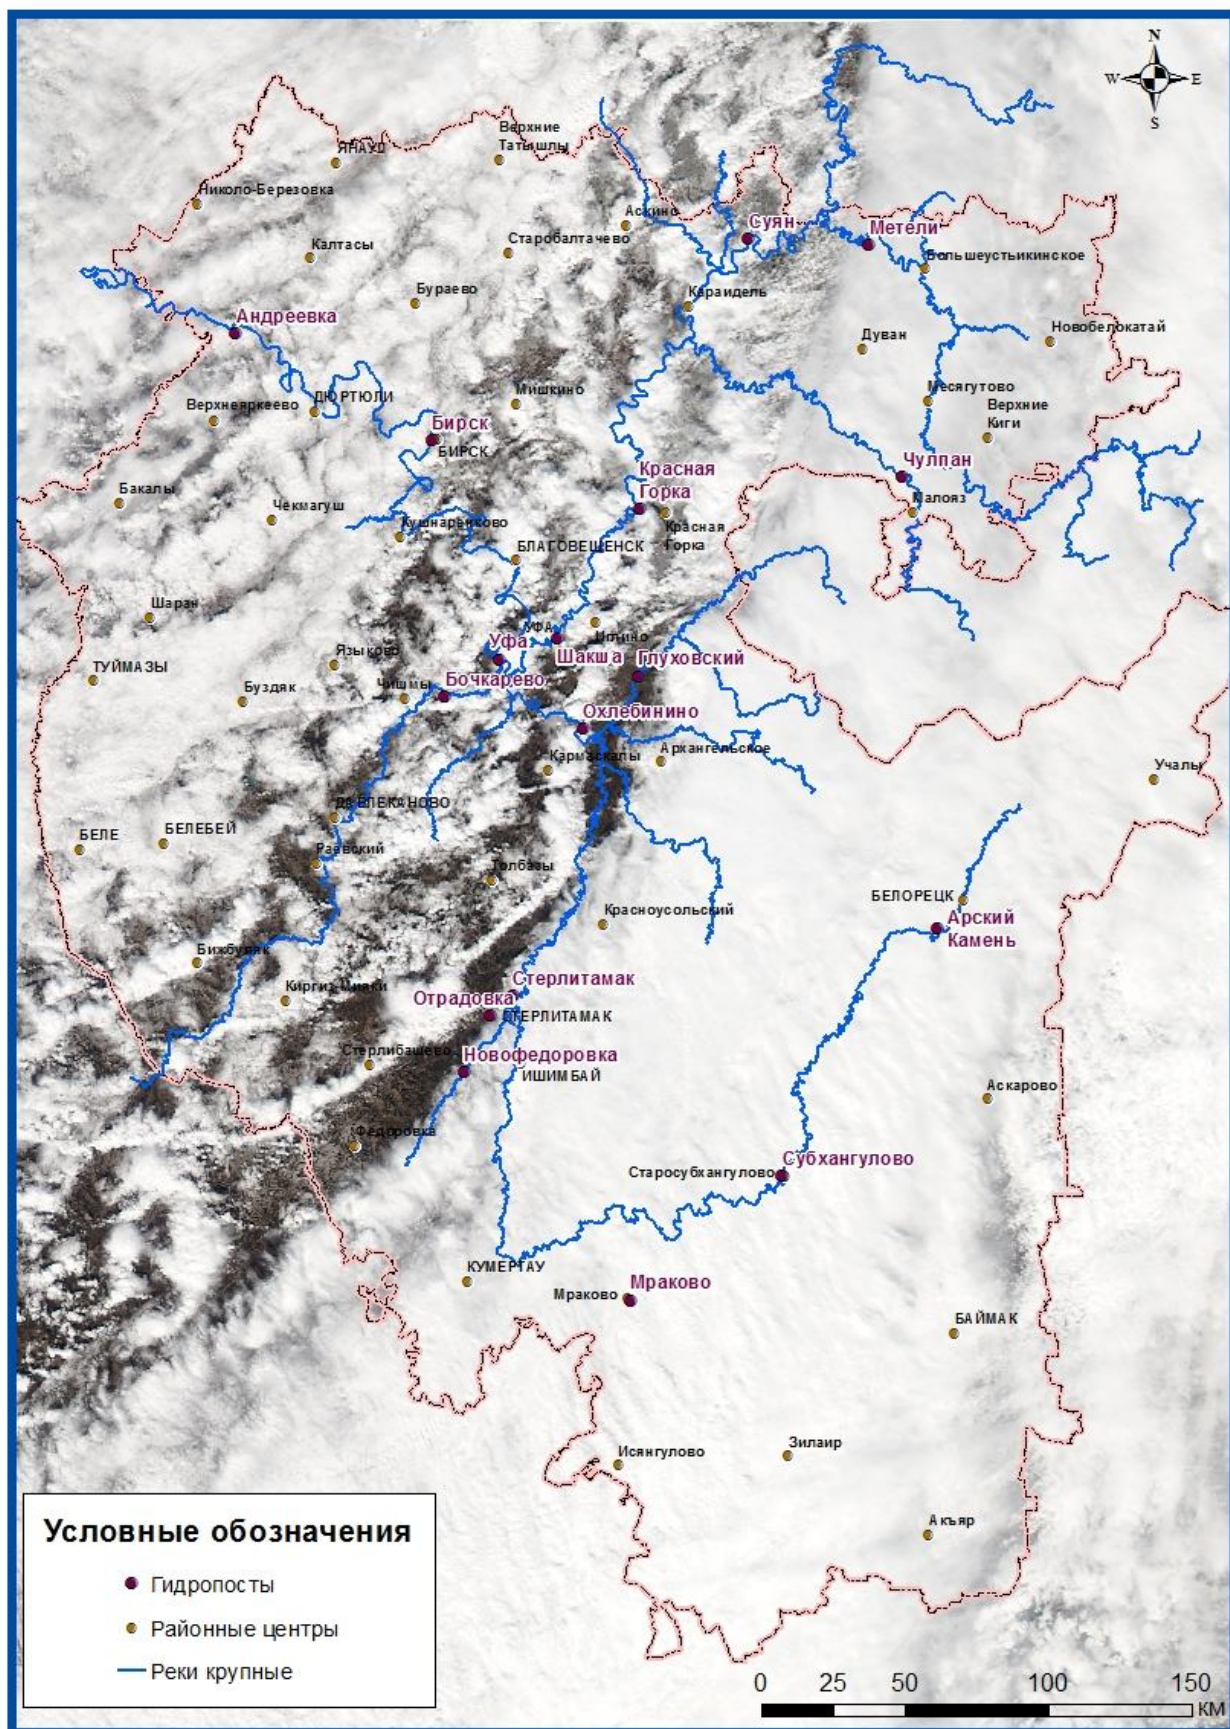 N
W E
S
Верхние
Татышлы
ЯНАУЛ
Николо-Березовка
Аскино
Суян
Метели
Калтасы
Старобалтачево
Большеустьикинское
Бураево
Караидель
Андреевка
Новобелокатай
Дуван
Мишкино
Месягутово
Верхнеяркеево
ДЮРТЮЛИ
Верхние
Киги
Бирск
БИРСК
Чулпан
Красная
Горка
Бакалы
Чекмагуш
Малояз
Кушнаренково
Красная
Горка
БЛАГОВЕЩЕНСК
Шаран
УФА
Иглино
Уфа
Языково
Шакша
Глуховский
ТУЙМАЗЫ
Буздяк
Чишмы
Бочкарево
Охлебинино
Кармаскалы
Архангельское
Учалы
ДАВЛЕКАНОВО
БЕЛЕ
БЕЛЕБЕЙ
Раевский
Толбазы
БЕЛОРЕЦК
Красноусольский
Арский
Камень
Бижбуляк
Киргиз-Мияки
Стерлитамак
Отрадовка
СТЕРЛИТАМАК
Стерлибашево
Новофедоровка
ИШИМБАЙ
Аскарово
Федоровка
Старосубхангулово
Субхангулово
КУМЕРТАУ
Мраково
Мраково
БАЙМАК
Исянгулово
Зилаир
Акъяр
Условные обозначения
Гидропосты
Районные центры
Реки крупные
0 25 50 100 150
КМ